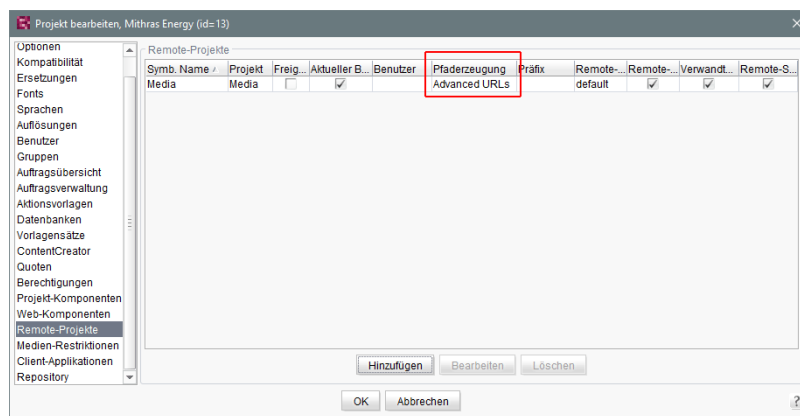 Projekt bearbeiten, Mithras Energy (id=13)
Optionen
Kompatibilität
Ersetzungen
Fonts
Sprachen
Auflösungen
Benutzer
Gruppen
Auftragsübersicht
Auftragsverwaltung
Aktionsvorlagen
Datenbanken
Vorlagensätze
ContentCreator
Quoten
Berechtigungen
Projekt-Komponenten
Web-Komponenten
Remote-Projekte
Medien-Restriktionen
Client-Applikationen
Repository
Remote-Projekte
Symb. Name Projekt Freig... Aktueller B... Benutzer Pfaderzeugung Präfix Remote-... Remote-... Verwandt... Remote-S...
Media Media Advanced URLs default
Hinzufügen Bearbeiten Löschen
OK Abbrechen